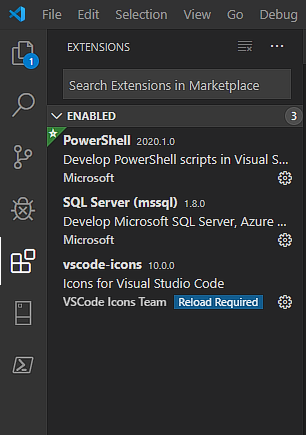 File Edit Selection View Go Debug
1
EXTENSIONS
Search Extensions in Marketplace
ENABLED 3
PowerShell 2020.1.0
Develop PowerShell scripts in Visual S...
Microsoft
SQL Server (mssql) 1.8.0
Develop Microsoft SQL Server, Azure ...
Microsoft
vscode-icons 10.0.0
Icons for Visual Studio Code
VSCode Icons Team Reload Required